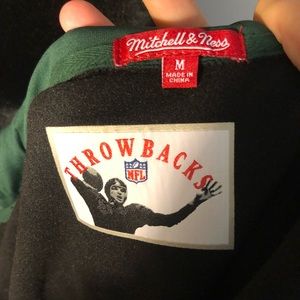 Mitchell & Ness
M
MADE IN
CHINA
THROWBACKS
NFL